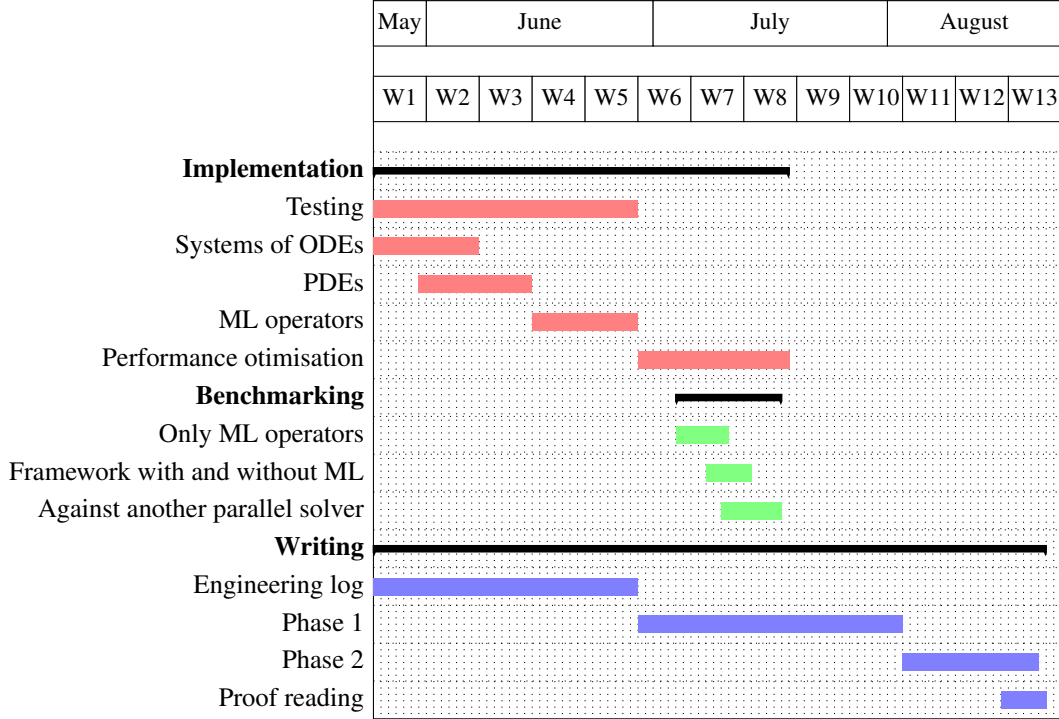 May June July August
W1 W2 W3 W4 W5 W6 W7 W8 W9 W10 W11 W12 W13
Implementation
Testing
Systems of ODEs
PDEs
ML operators
Performance otimisation
Benchmarking
Only ML operators
Framework with and without ML
Against another parallel solver
Writing
Engineering log
Phase 1
Phase 2
Proof reading